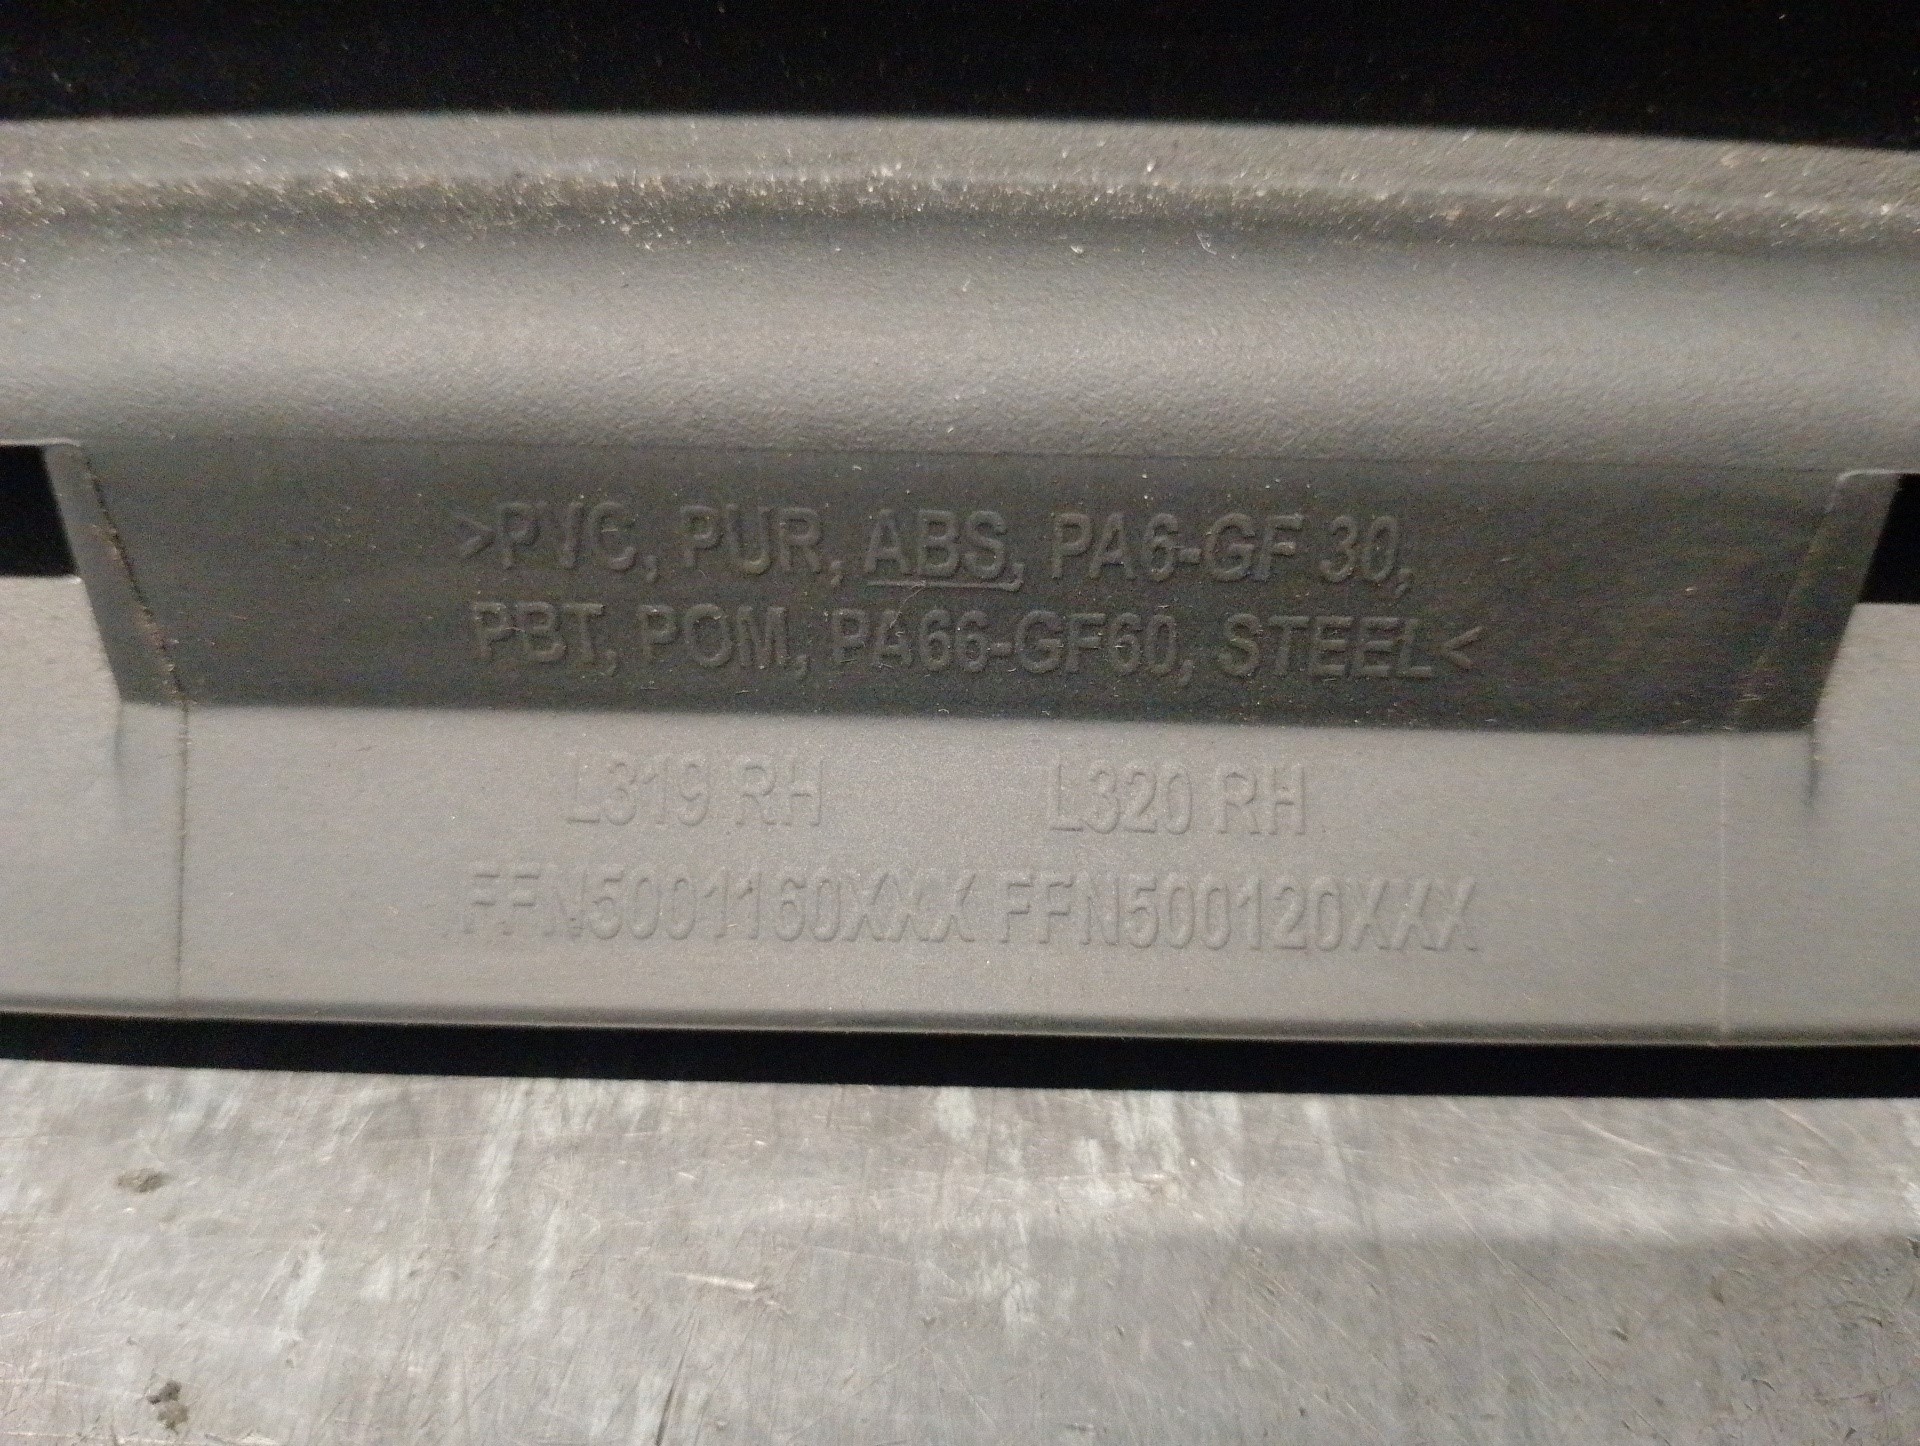 >PVC, PUR, ABS, PA6-GF 30,
PBT, POM, PA66-GF60, STEEL<
L319 RH L320 RH
FFN5001160XXX FFN500120XXX